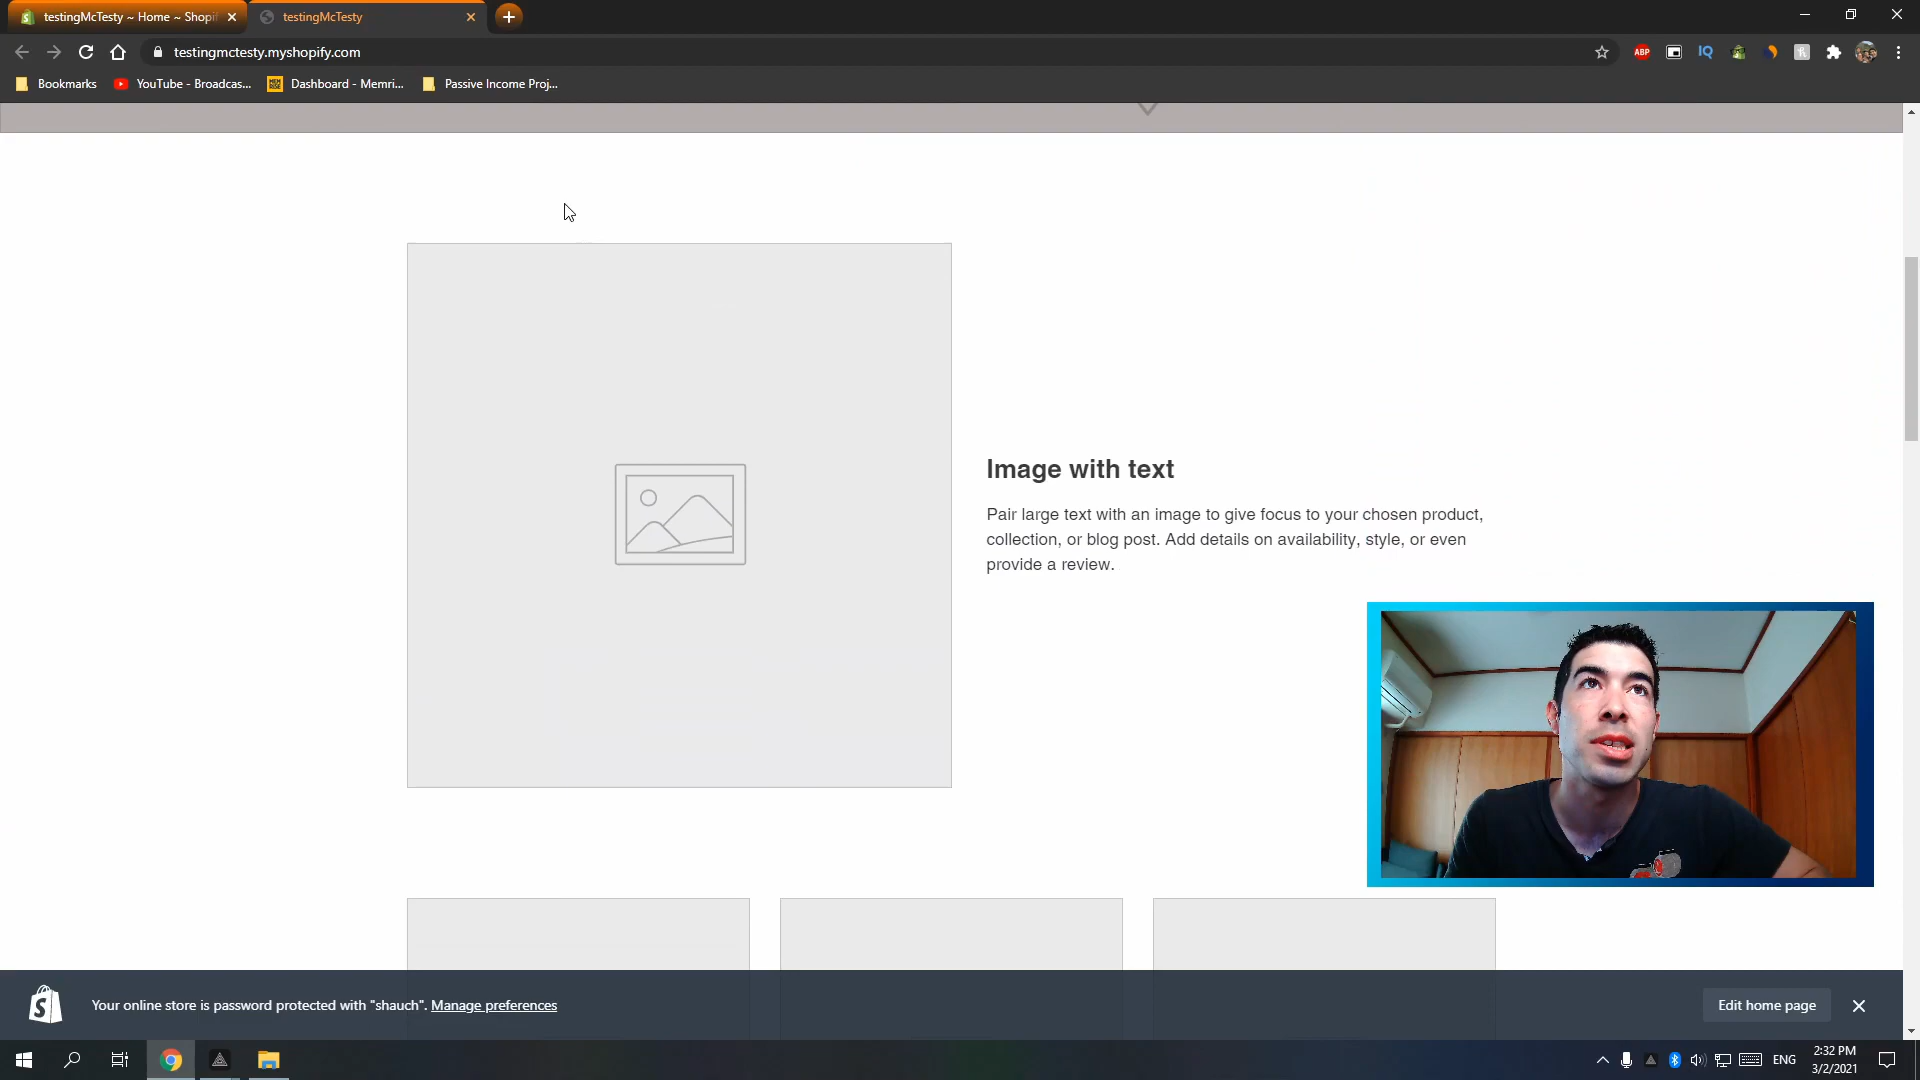 testingMcTesty ~ Home ~ Shopif
testingMcTesty
testingmctesty.myshopify.com
ABP
IQ
Bookmarks
YouTube - Broadcas...
Dashboard - Memri...
Passive Income Proj...
Image with text
Pair large text with an image to give focus to your chosen product,
collection, or blog post. Add details on availability, style, or even
provide a review.
Your online store is password protected with "shauch". Manage preferences
Edit home page
ENG
2:32 PM
3/2/2021